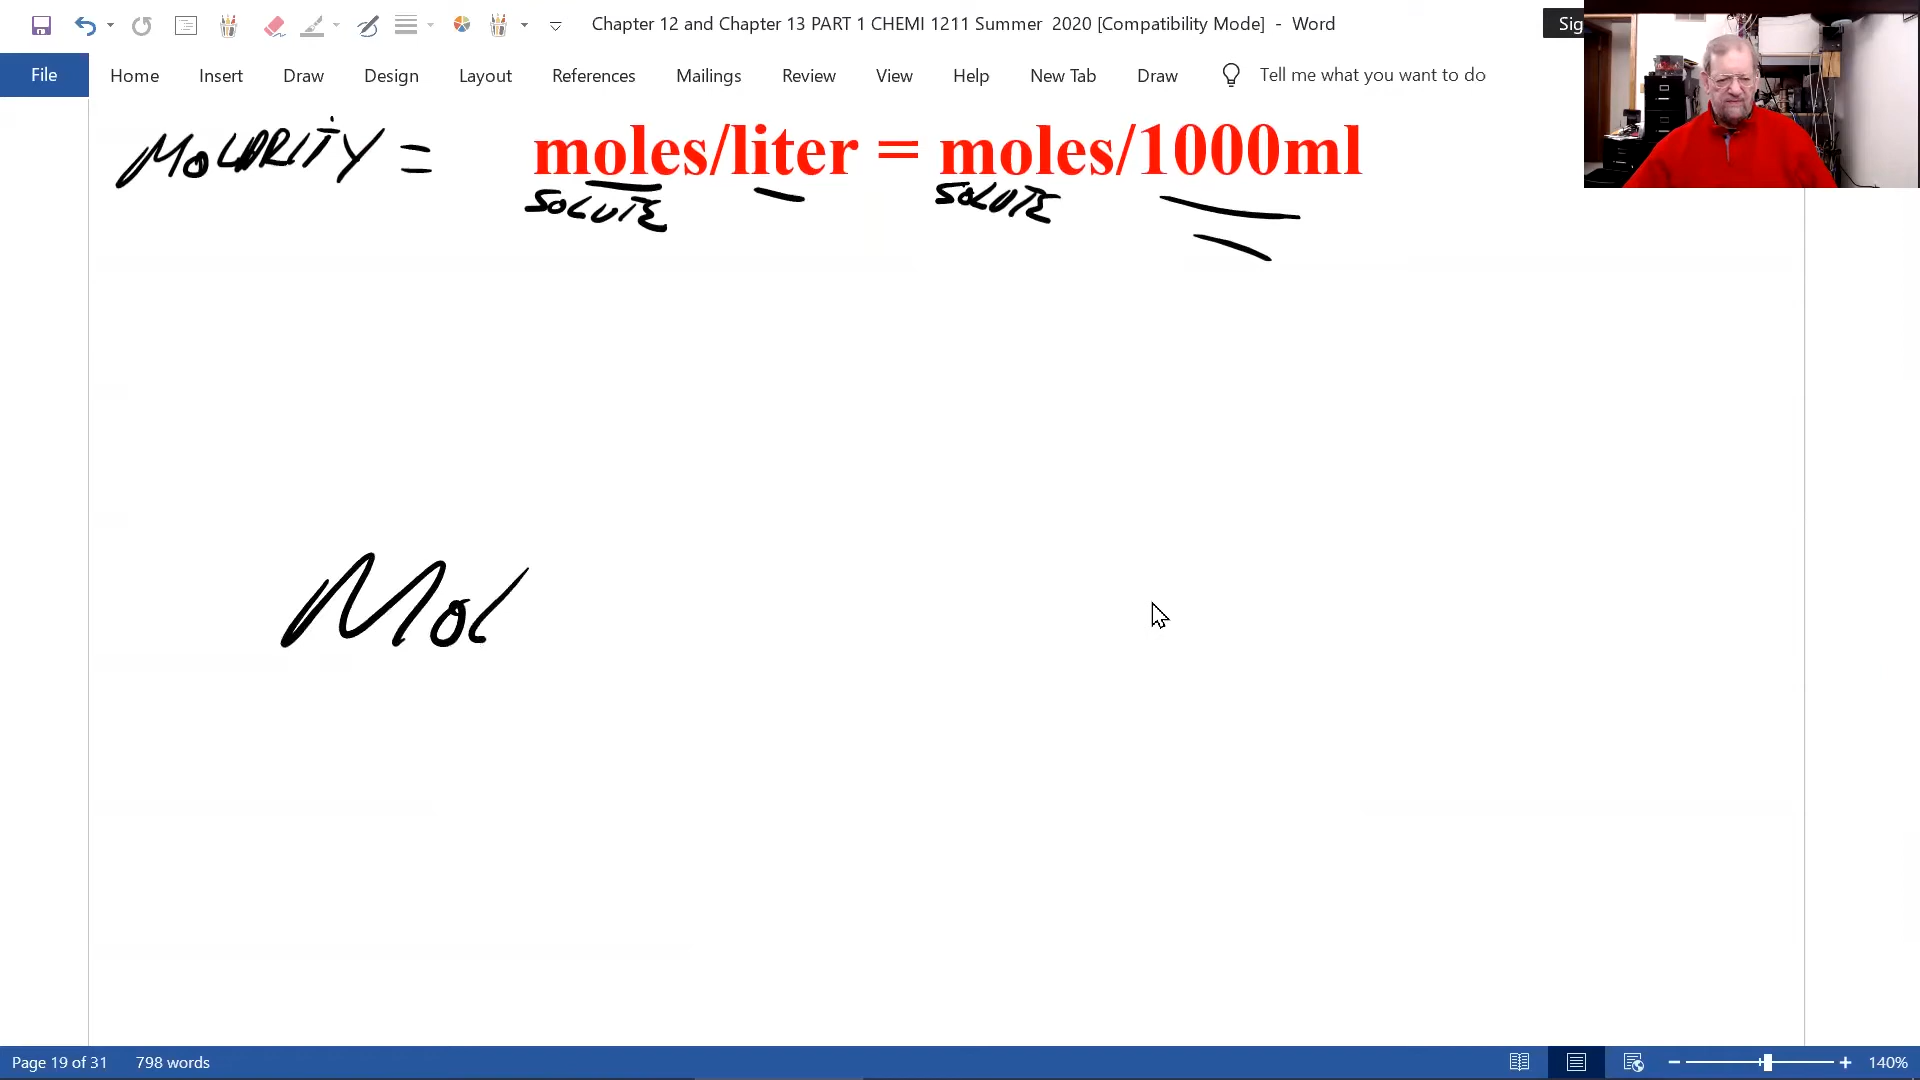 Chapter 12 and Chapter 13 PART 1 CHEMI 1211 Summer 2020 [Compatibility Mode] - Word
Sig
File Home Insert Draw Design Layout References Mailings Review View Help New Tab Draw Tell me what you want to do
MOLARITY = moles/liter = moles/1000ml
SOLUTE SOLUTE
Mol
Page 19 of 31 798 words 140%